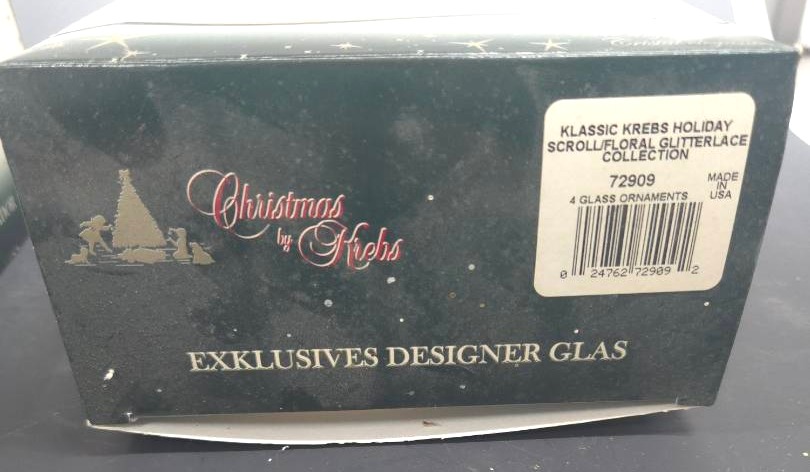 Christmas
by Krebs
EXKLUSIVES DESIGNER GLAS
KLASSIC KREBS HOLIDAY
SCROLL/FLORAL GLITTERLACE
COLLECTION
72909
MADE
IN
USA
4 GLASS ORNAMENTS
0 24762 72909 2